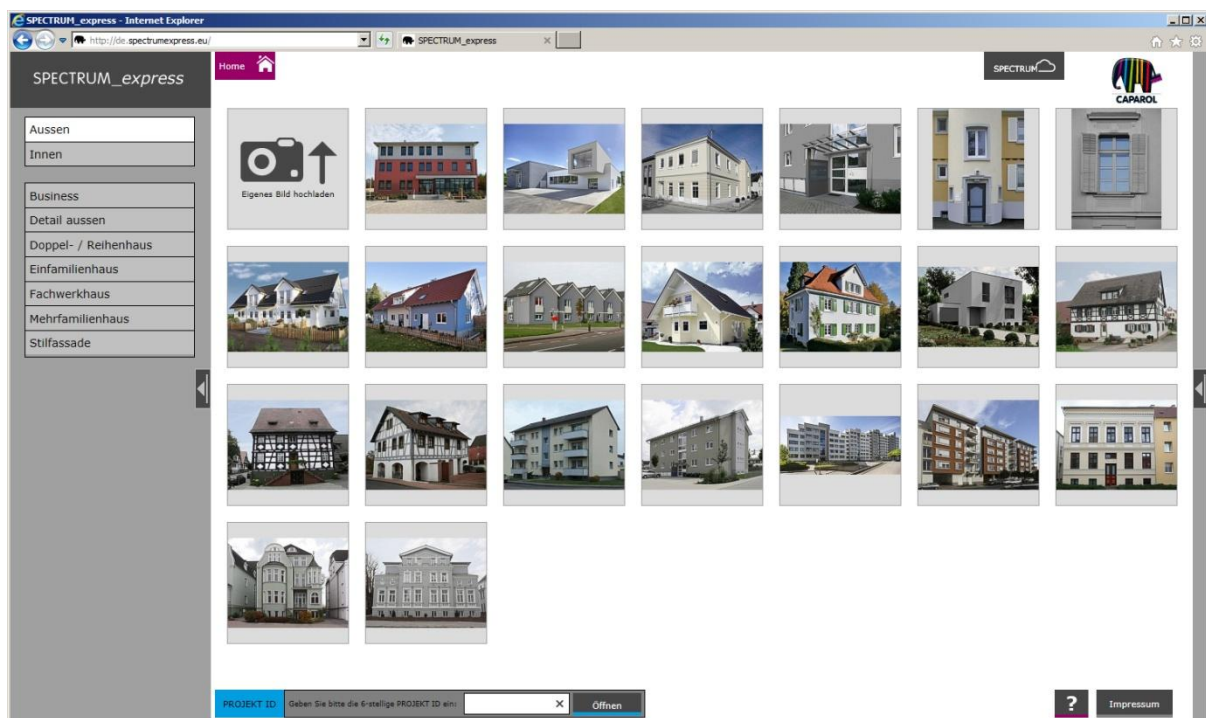 SPECTRUM_express - Internet Explorer
http://de.spectrumexpress.eu/
SPECTRUM_express
SPECTRUM_express
Home
SPECTRUM
CAPAROL
Aussen
Innen
Business
Detail aussen
Doppel- / Reihenhaus
Einfamilienhaus
Fachwerkhaus
Mehrfamilienhaus
Stilfassade
Eigenes Bild hochladen
PROJEKT ID
Geben Sie bitte die 6-stellige PROJEKT ID ein:
Öffnen
?
Impressum